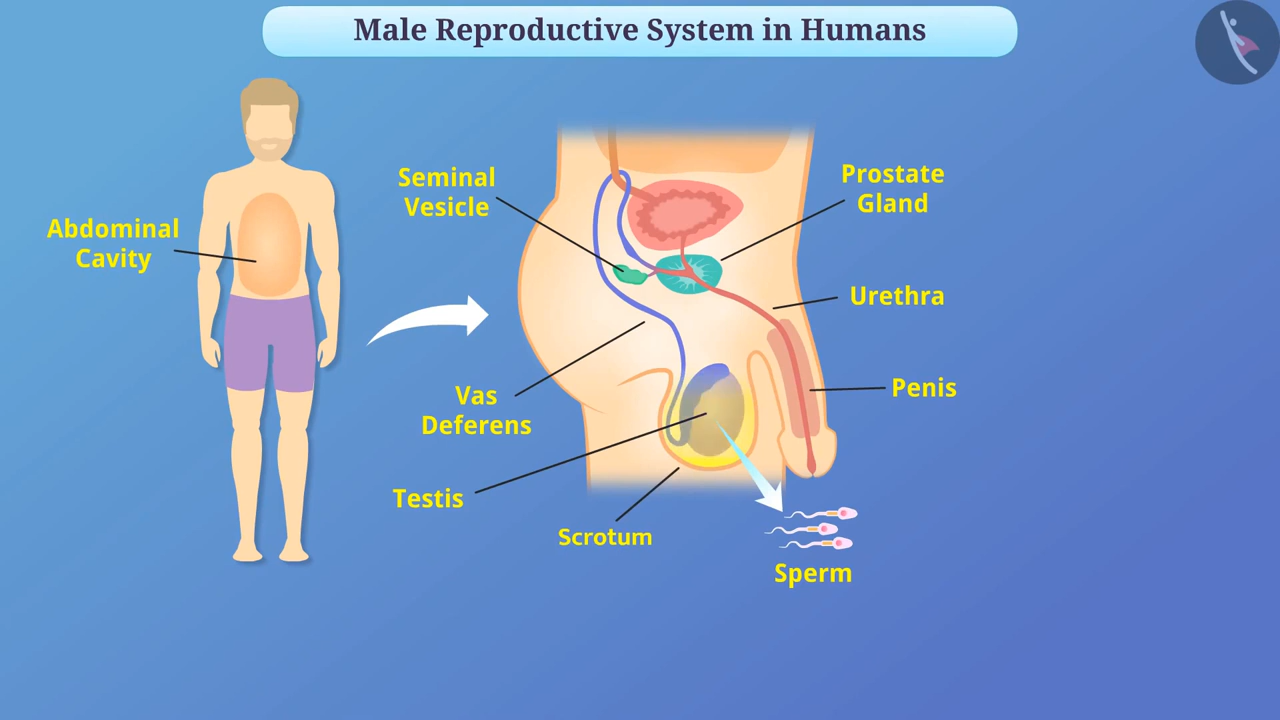 Male Reproductive System in Humans
Abdominal
Cavity
Seminal
Vesicle
Prostate
Gland
Urethra
Penis
Vas
Deferens
Testis
Scrotum
Sperm